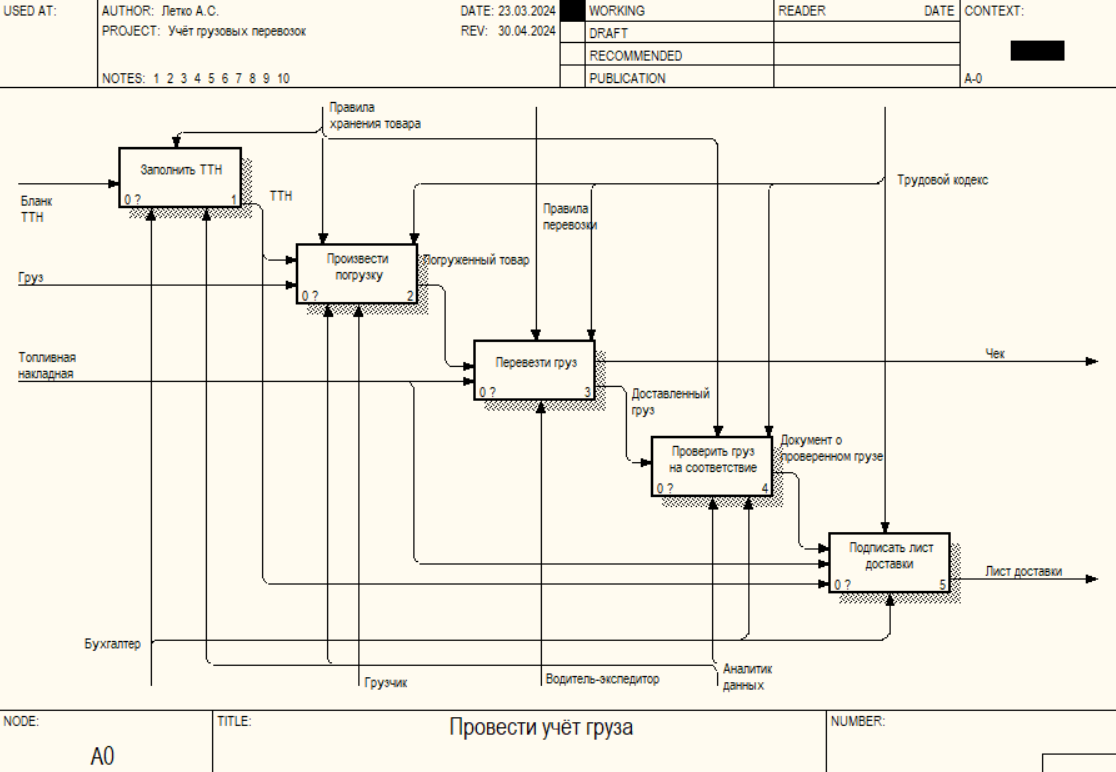 USED AT:
AUTHOR: Летко А.С.
DATE: 23.03.2024
PROJECT: Учёт грузовых перевозок
REV: 30.04.2024
NOTES: 1 2 3 4 5 6 7 8 9 10
WORKING
DRAFT
RECOMMENDED
PUBLICATION
READER
DATE
CONTEXT:
A-0
Правила
хранения товара
Заполнить ТТН
0 ?
1
Бланк
ТТН
ТТН
Трудовой кодекс
Правила
перевозки
Произвести
погрузку
0 ?
2
Погруженный товар
Груз
Топливная
накладная
Перевезти груз
0 ?
3
Чек
Доставленный
груз
Проверить груз
на соответствие
0 ?
4
Документ о
проверенном грузе
Подписать лист
доставки
0 ?
5
Лист доставки
Бухгалтер
Грузчик
Водитель-экспедитор
Аналитик
данных
NODE:
A0
TITLE:
Провести учёт груза
NUMBER: